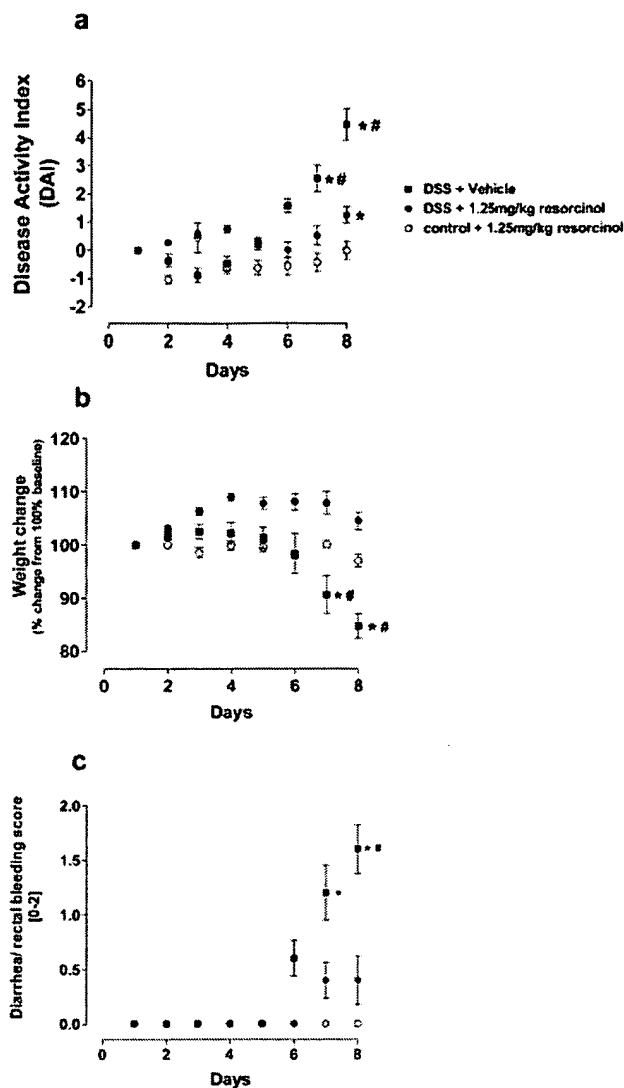 a
Disease Activity Index
(DAI)
6
5
4
3
2
1
0
-1
-2
★#
★#
★
■ DSS + Vehicle
● DSS + 1.25mg/kg resorcinol
○ control + 1.25mg/kg resorcinol
0 2 4 6 8
Days
b
Weight change
(% change from 100% baseline)
120
110
100
90
80
★#
★#
0 2 4 6 8
Days
c
Diarrhea/ rectal bleeding score
[0-2]
2.0
1.5
1.0
0.5
0.0
★#
★
0 2 4 6 8
Days